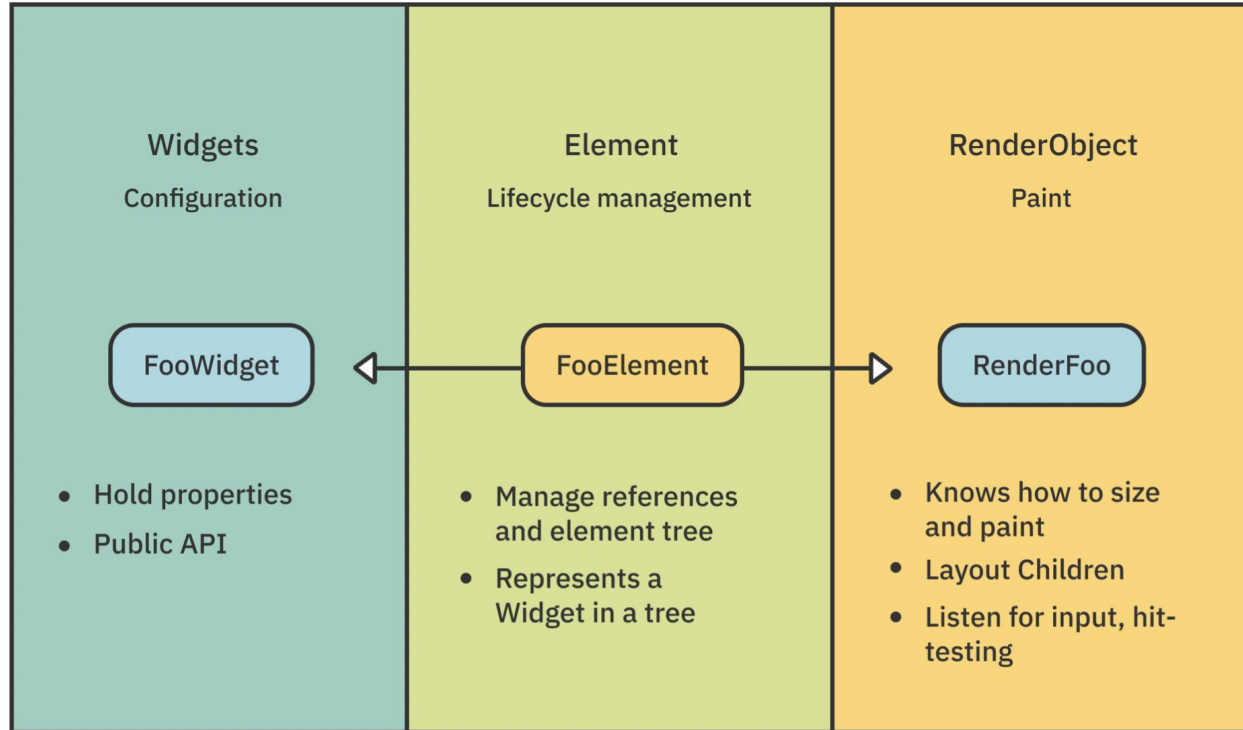 Widgets
Configuration
FooWidget
• Hold properties
• Public API
Element
Lifecycle management
FooElement
• Manage references
and element tree
• Represents a
Widget in a tree
RenderObject
Paint
RenderFoo
• Knows how to size
and paint
• Layout Children
• Listen for input, hit-
testing